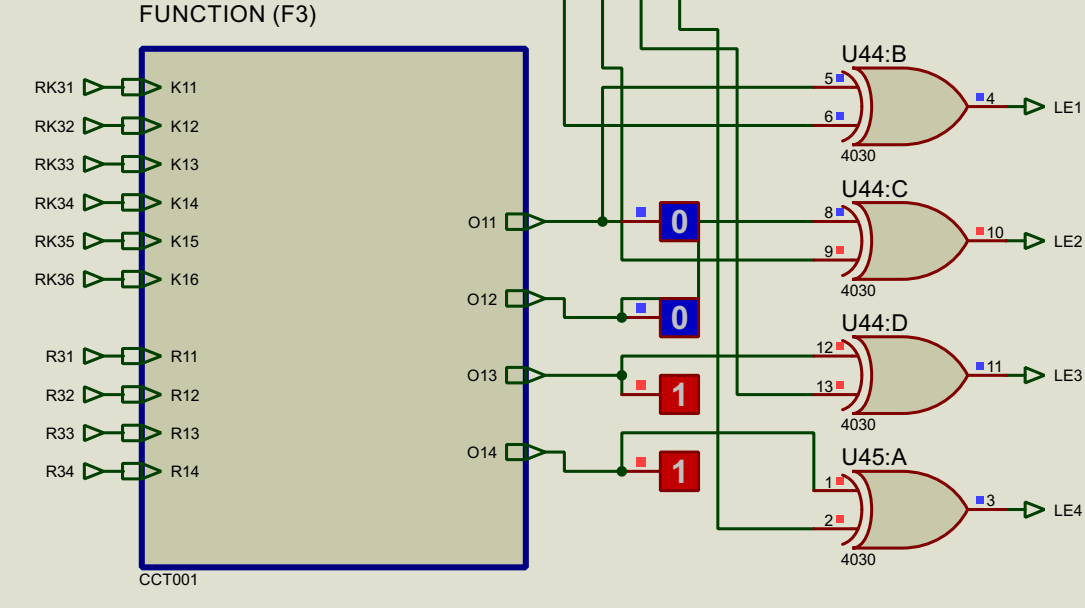 FUNCTION (F3)
RK31 K11
RK32 K12
RK33 K13
RK34 K14
RK35 K15
RK36 K16
R31 R11
R32 R12
R33 R13
R34 R14
O11 0
O12 0
O13 1
O14 1
CCT001
U44:B
5
6
4 LE1
4030
U44:C
8
9
10 LE2
4030
U44:D
12
13
11 LE3
4030
U45:A
1
2
3 LE4
4030